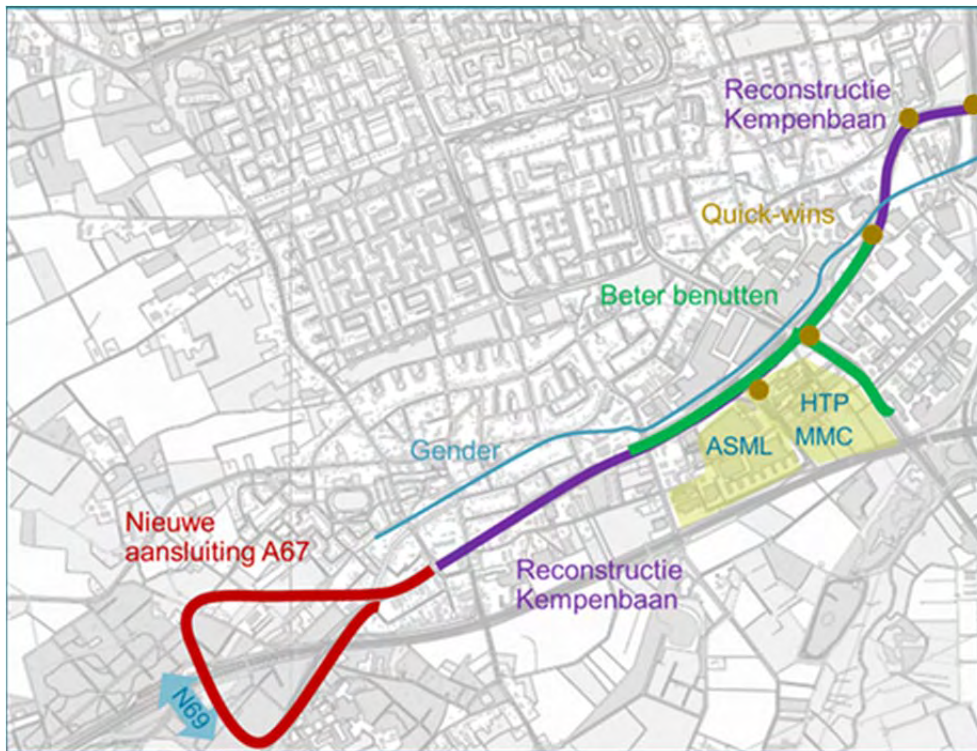 Reconstructie
Kempenbaan
Quick-wins
Beter benutten
HTP
MMC
ASML
Gender
Nieuwe
aansluiting A67
Reconstructie
Kempenbaan
N69